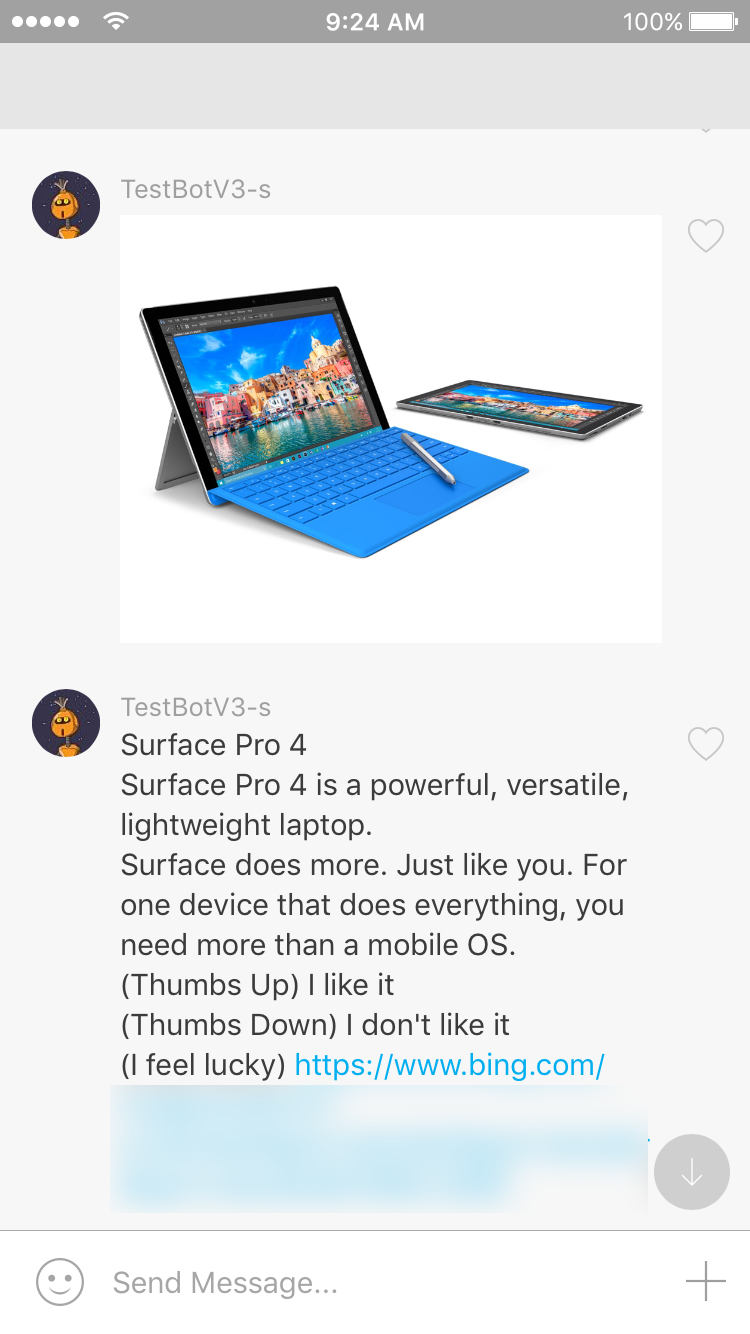 9:24 AM
100%
TestBotV3-s
TestBotV3-s
Surface Pro 4
Surface Pro 4 is a powerful, versatile,
lightweight laptop.
Surface does more. Just like you. For
one device that does everything, you
need more than a mobile OS.
(Thumbs Up) I like it
(Thumbs Down) I don't like it
(I feel lucky) https://www.bing.com/
Send Message...